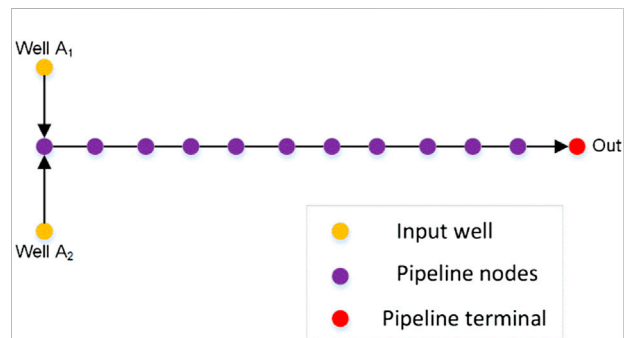 Well A₁
Out
Well A₂
Input well
Pipeline nodes
Pipeline terminal